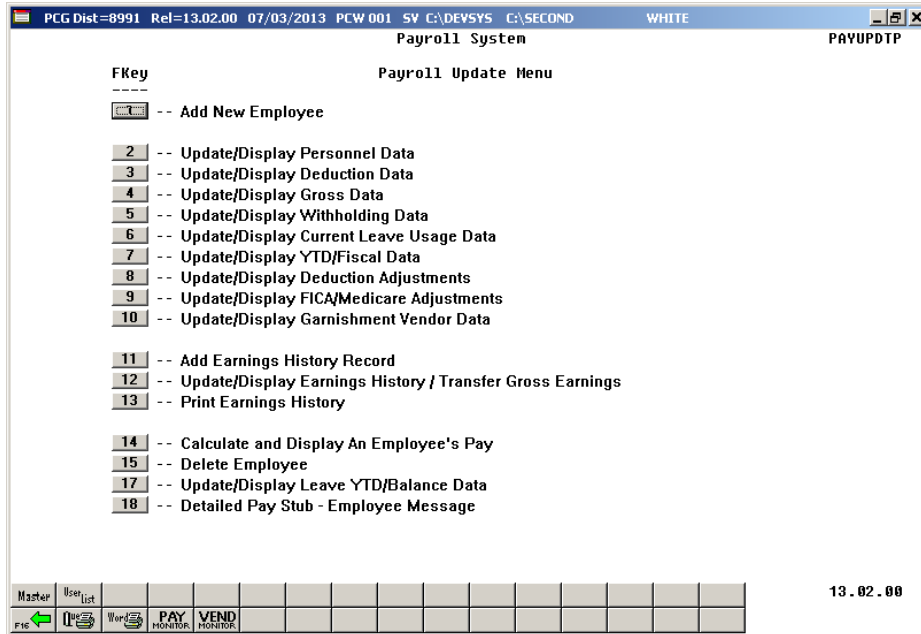 PCG Dist=8991 Rel=13.02.00 07/03/2013 PCW 001 SV C:\DEVSYS C:\SECOND WHITE
Payroll System PAYUPDTP
FKey Payroll Update Menu
----
1 -- Add New Employee
2 -- Update/Display Personnel Data
3 -- Update/Display Deduction Data
4 -- Update/Display Gross Data
5 -- Update/Display Withholding Data
6 -- Update/Display Current Leave Usage Data
7 -- Update/Display YTD/Fiscal Data
8 -- Update/Display Deduction Adjustments
9 -- Update/Display FICA/Medicare Adjustments
10 -- Update/Display Garnishment Vendor Data
11 -- Add Earnings History Record
12 -- Update/Display Earnings History / Transfer Gross Earnings
13 -- Print Earnings History
14 -- Calculate and Display An Employee's Pay
15 -- Delete Employee
17 -- Update/Display Leave YTD/Balance Data
18 -- Detailed Pay Stub - Employee Message
Master User List 13.02.00
F16 Que Word PAY MONITOR VEND MONITOR